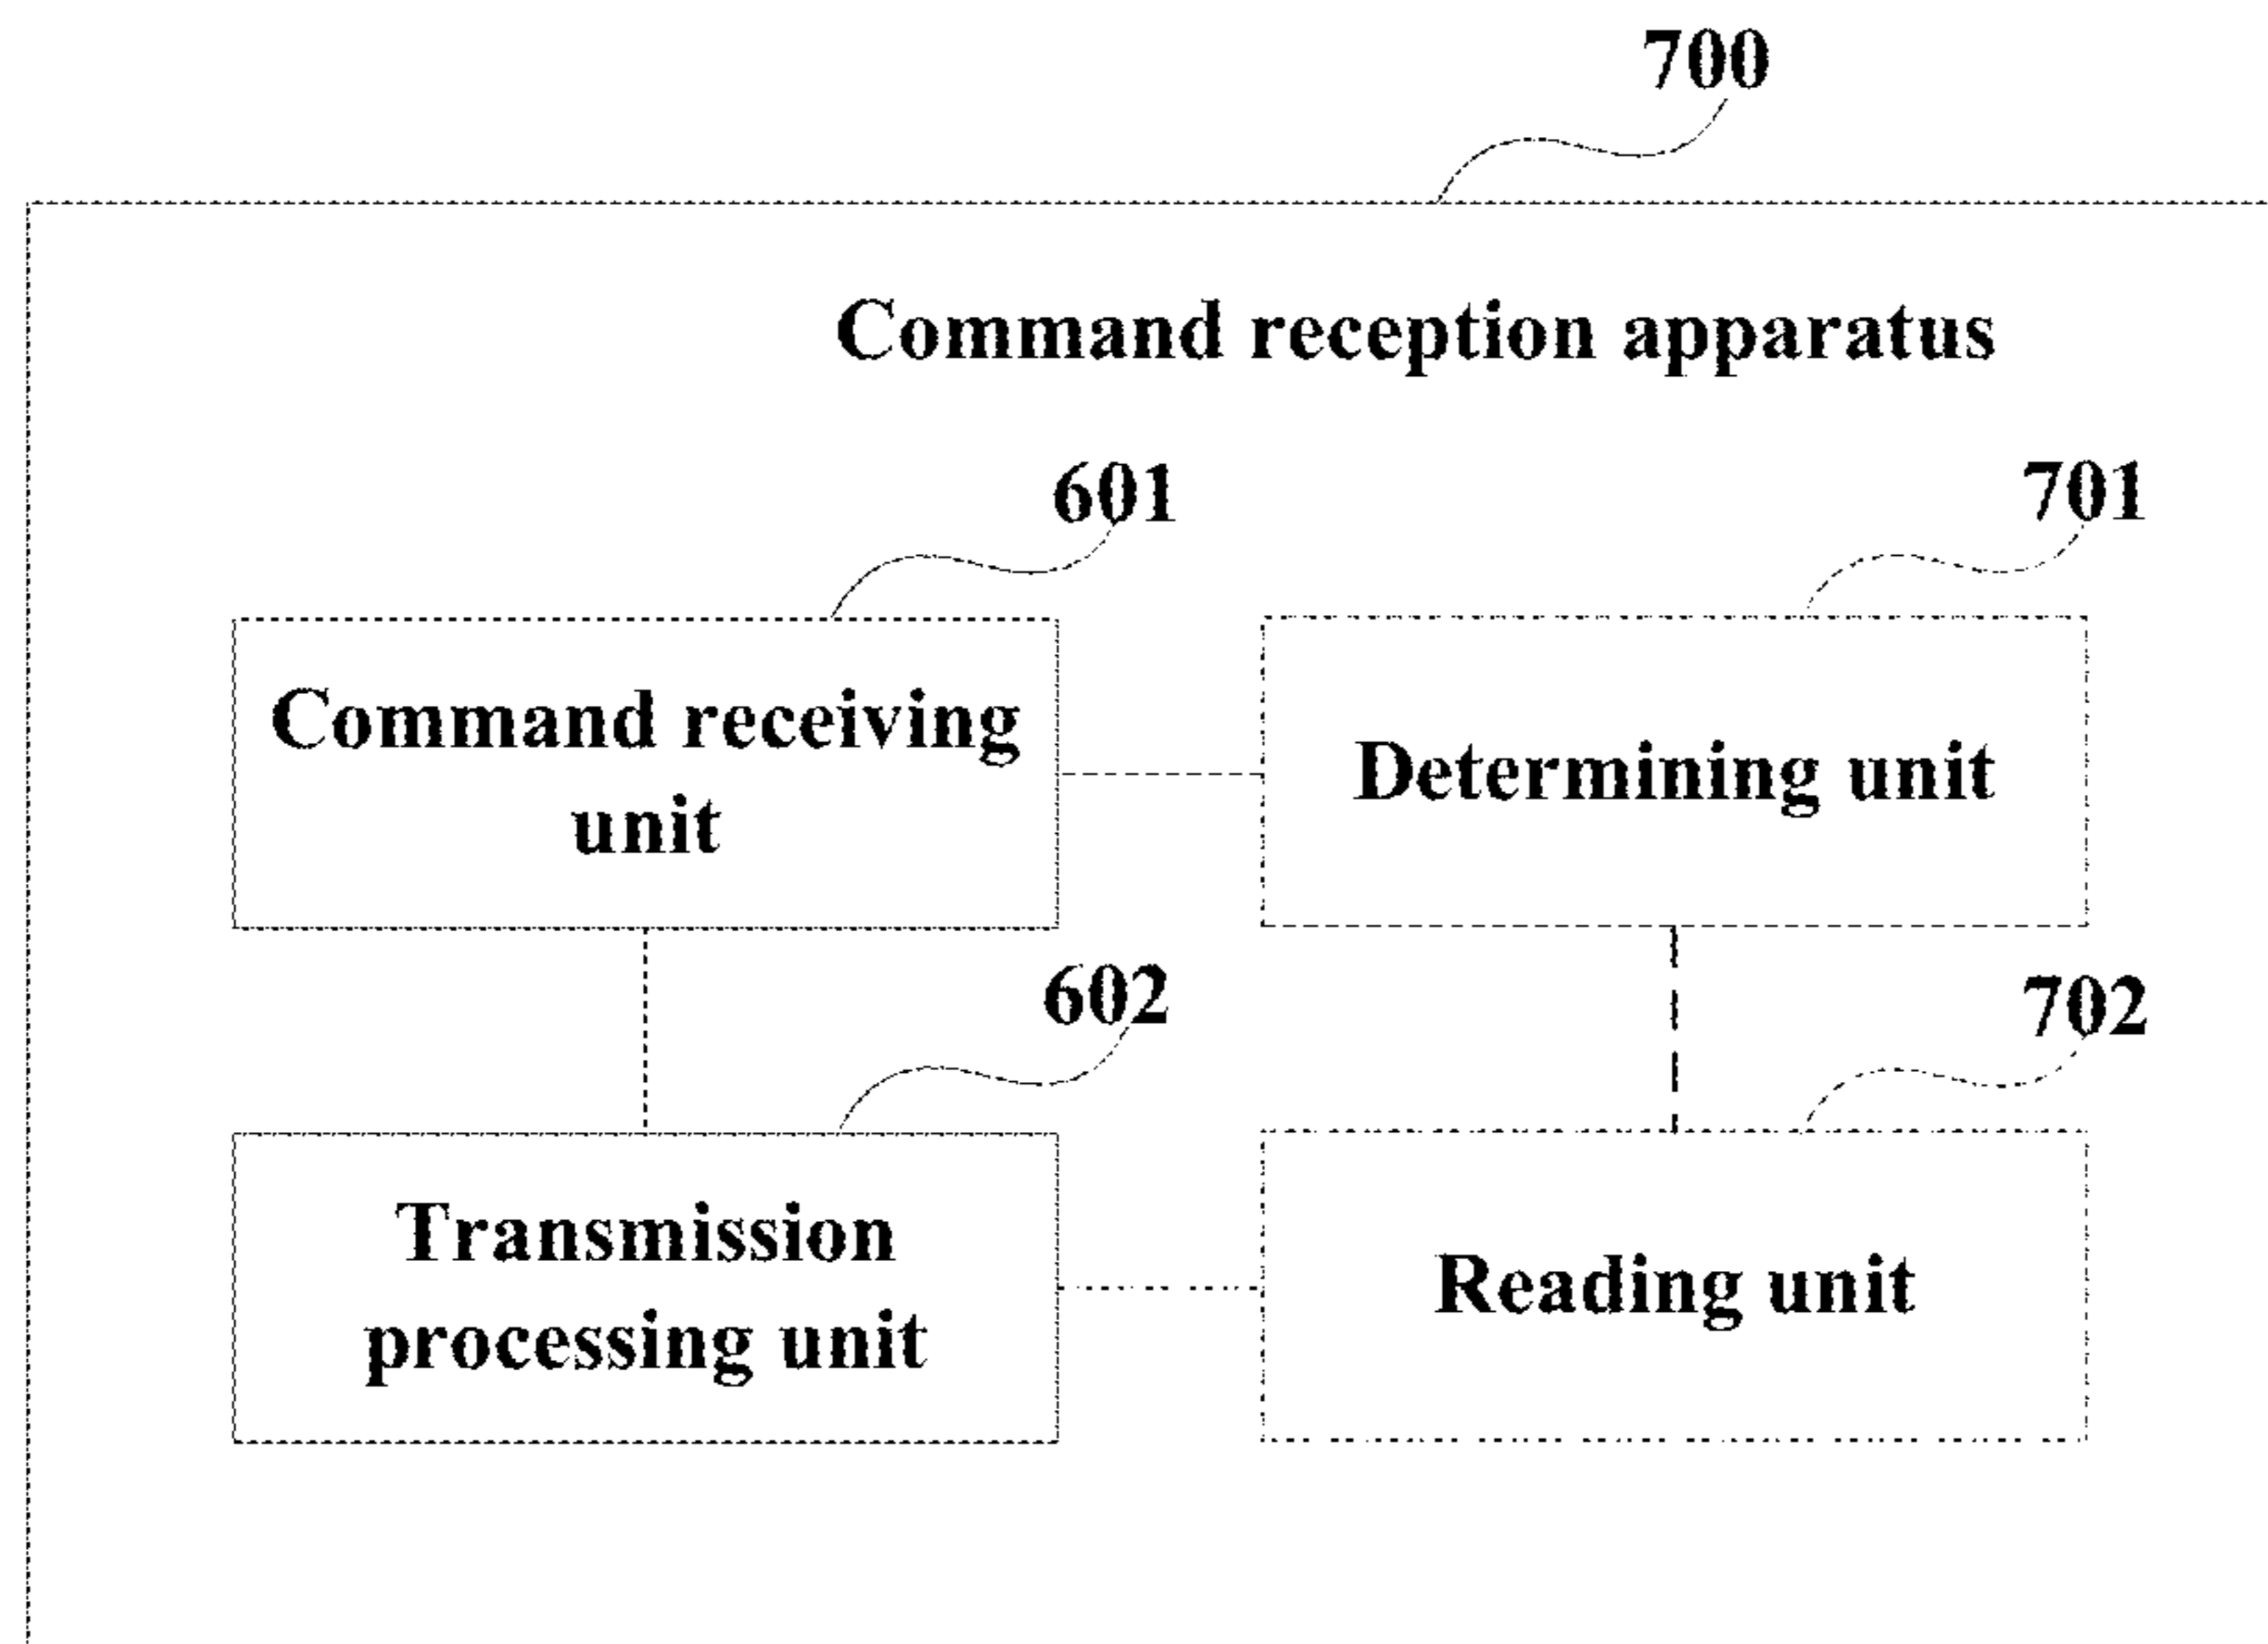 700
Command reception apparatus
601
701
Command receiving
unit
Determining unit
602
702
Transmission
processing unit
Reading unit